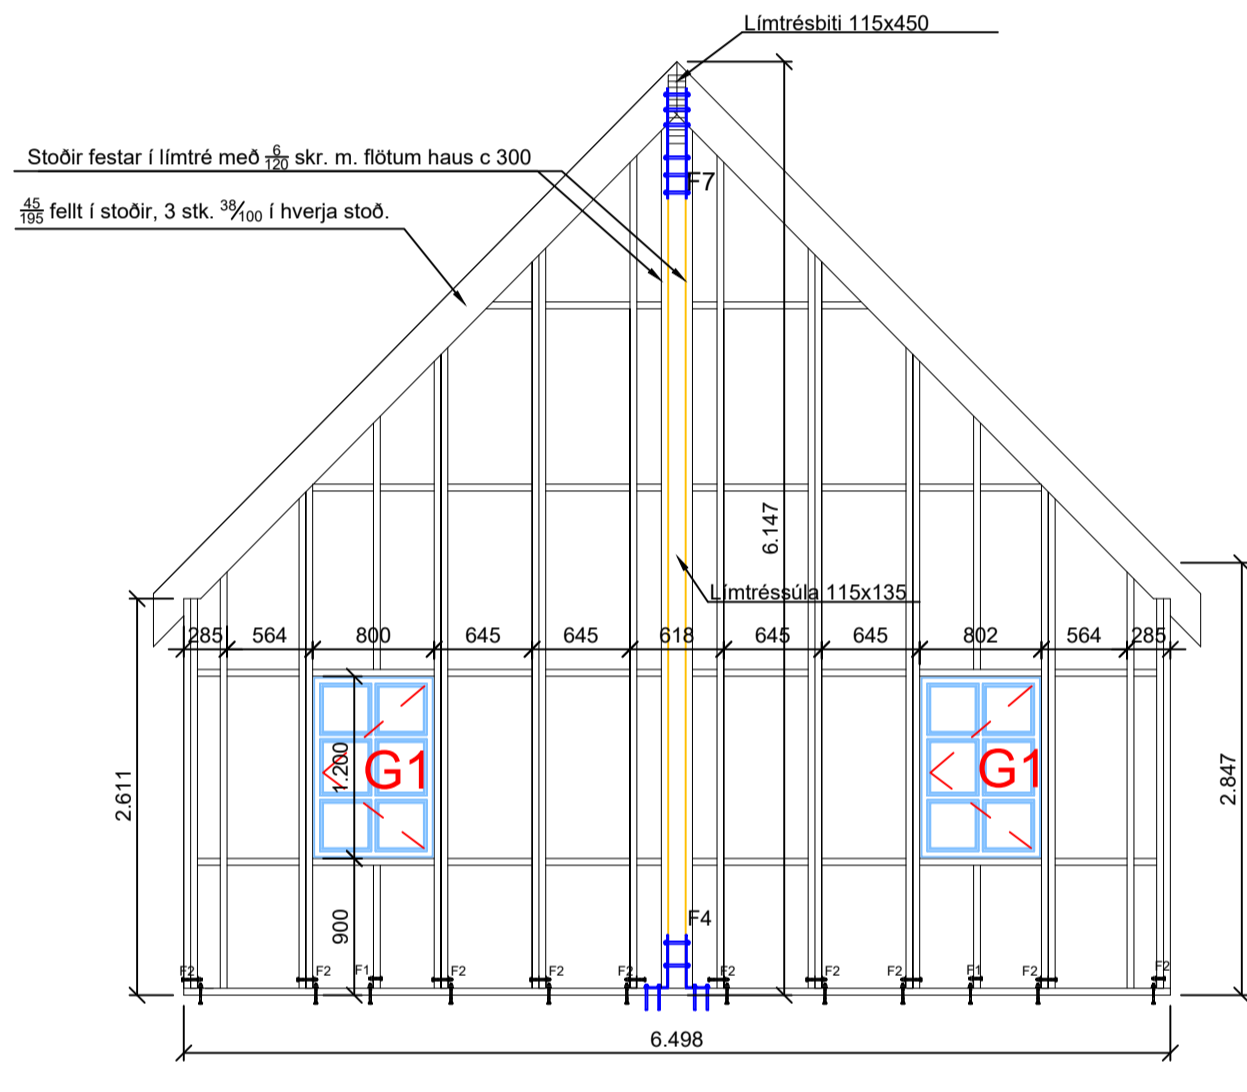 Límtrésbiti 115x450
Stoðir festar í límtré með 6/120 skr. m. flötum haus c 300
F7
45/195 fellt í stoðir, 3 stk. 38/100 í hverja stoð.
6.147
Límtréssúla 115x135
285 564 800 645 645 618 645 645 802 564 285
2.611
1.200
G1
G1
2.847
900
F4
F2 F2 F1 F2 F2 F2 F2 F2 F2 F1 F2 F2
6.498